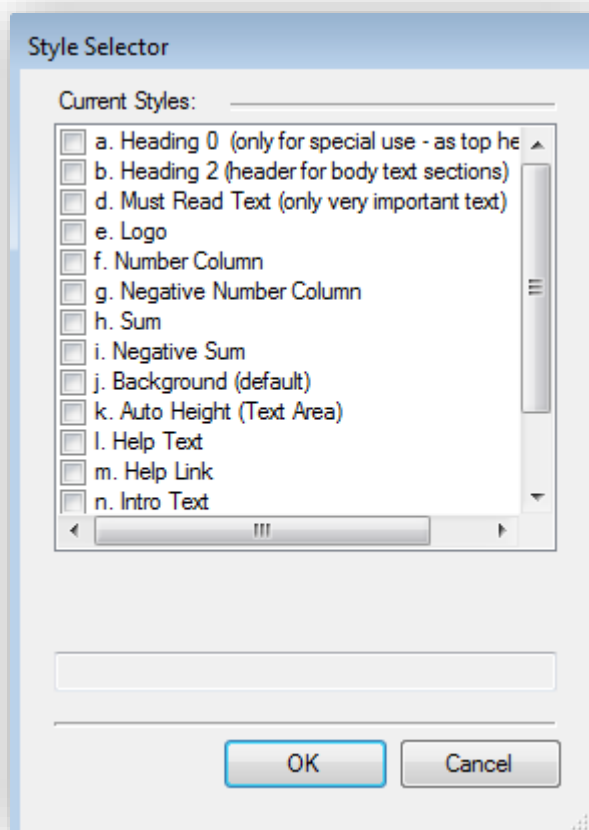 Style Selector
Current Styles:
a. Heading 0 (only for special use - as top he
b. Heading 2 (header for body text sections)
d. Must Read Text (only very important text)
e. Logo
f. Number Column
g. Negative Number Column
h. Sum
i. Negative Sum
j. Background (default)
k. Auto Height (Text Area)
l. Help Text
m. Help Link
n. Intro Text
OK Cancel